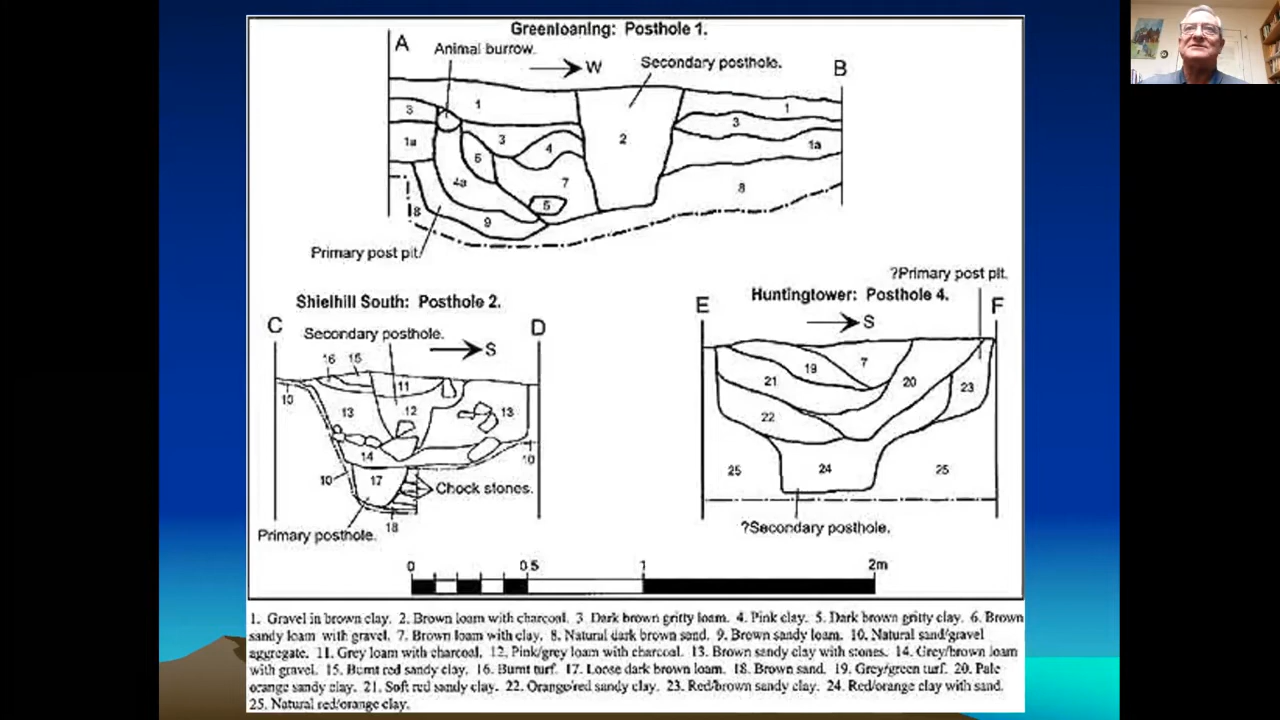 Greenloaning: Posthole 1.
A
Animal burrow.
W
Secondary posthole.
B
1
1
3
3
3
1a
2
4
1a
6
4a
7
8
5
8
9
Primary post pit.
?Primary post pit.
Shielhill South: Posthole 2.
Huntingtower: Posthole 4.
C
Secondary posthole.
D
E
F
S
S
16
15
11
10
13
12
13
14
10
10
17
Chock stones.
18
Primary posthole.
7
19
21
20
23
22
25
24
25
?Secondary posthole.
0
0.5
1
2m
1. Gravel in brown clay. 2. Brown loam with charcoal. 3 Dark brown gritty loam. 4. Pink clay. 5. Dark brown gritty clay. 6. Brown
sandy loam with gravel. 7. Brown loam with clay. 8. Natural dark brown sand. 9. Brown sandy loam. 10. Natural sand/gravel
aggregate. 11. Grey loam with charcoal. 12. Pink/grey loam with charcoal. 13. Brown sandy clay with stones. 14. Grey/brown loam
with gravel. 15. Burnt red sandy clay. 16. Burnt turf. 17. Loose dark brown loam. 18. Brown sand. 19. Grey/green turf. 20. Pale
orange sandy clay. 21. Soft red sandy clay. 22. Orange/red sandy clay. 23. Red/brown sandy clay. 24. Red/orange clay with sand.
25. Natural red/orange clay.